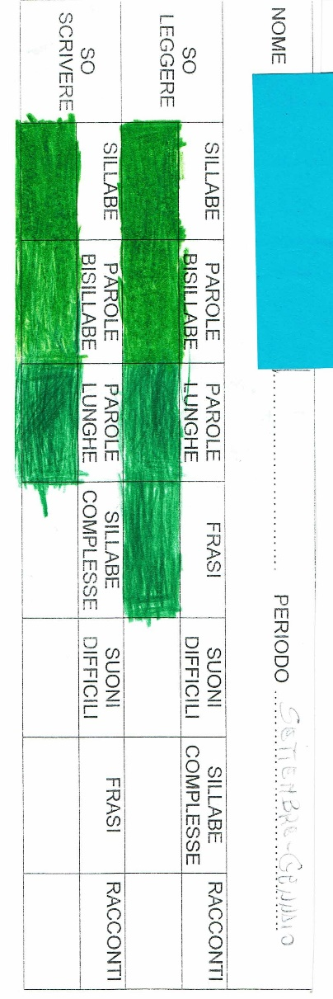 NOME PERIODO SETTEMBRE-GENNAIO
SO LEGGERE SILLABE PAROLE BISILLABE PAROLE LUNGHE FRASI SUONI DIFFICILI SILLABE COMPLESSE RACCONTI
SO SCRIVERE SILLABE PAROLE BISILLABE PAROLE LUNGHE SILLABE COMPLESSE SUONI DIFFICILI FRASI RACCONTI